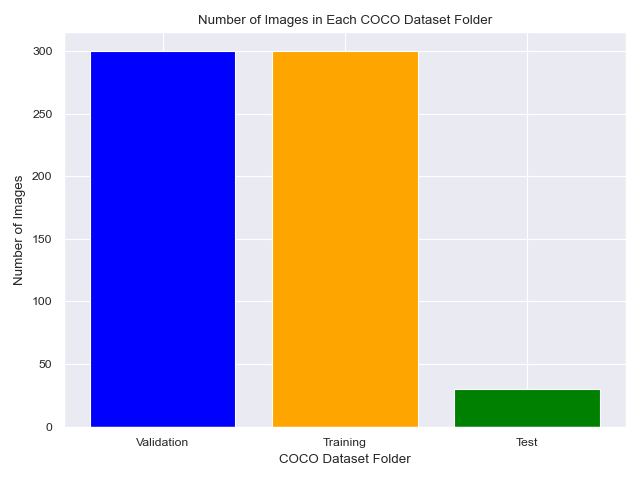 Number of Images in Each COCO Dataset Folder
300
250
200
150
100
50
0
Number of Images
Validation Training Test
COCO Dataset Folder